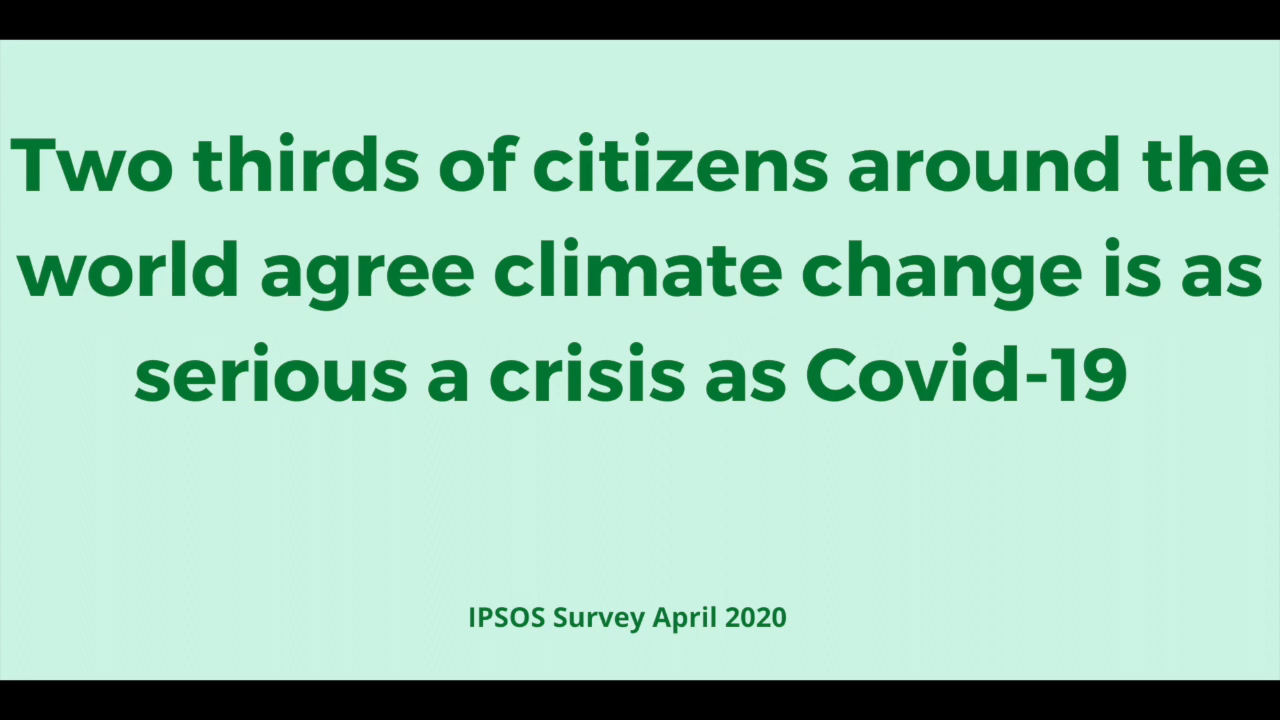 Two thirds of citizens around the
world agree climate change is as
serious a crisis as Covid-19
IPSOS Survey April 2020